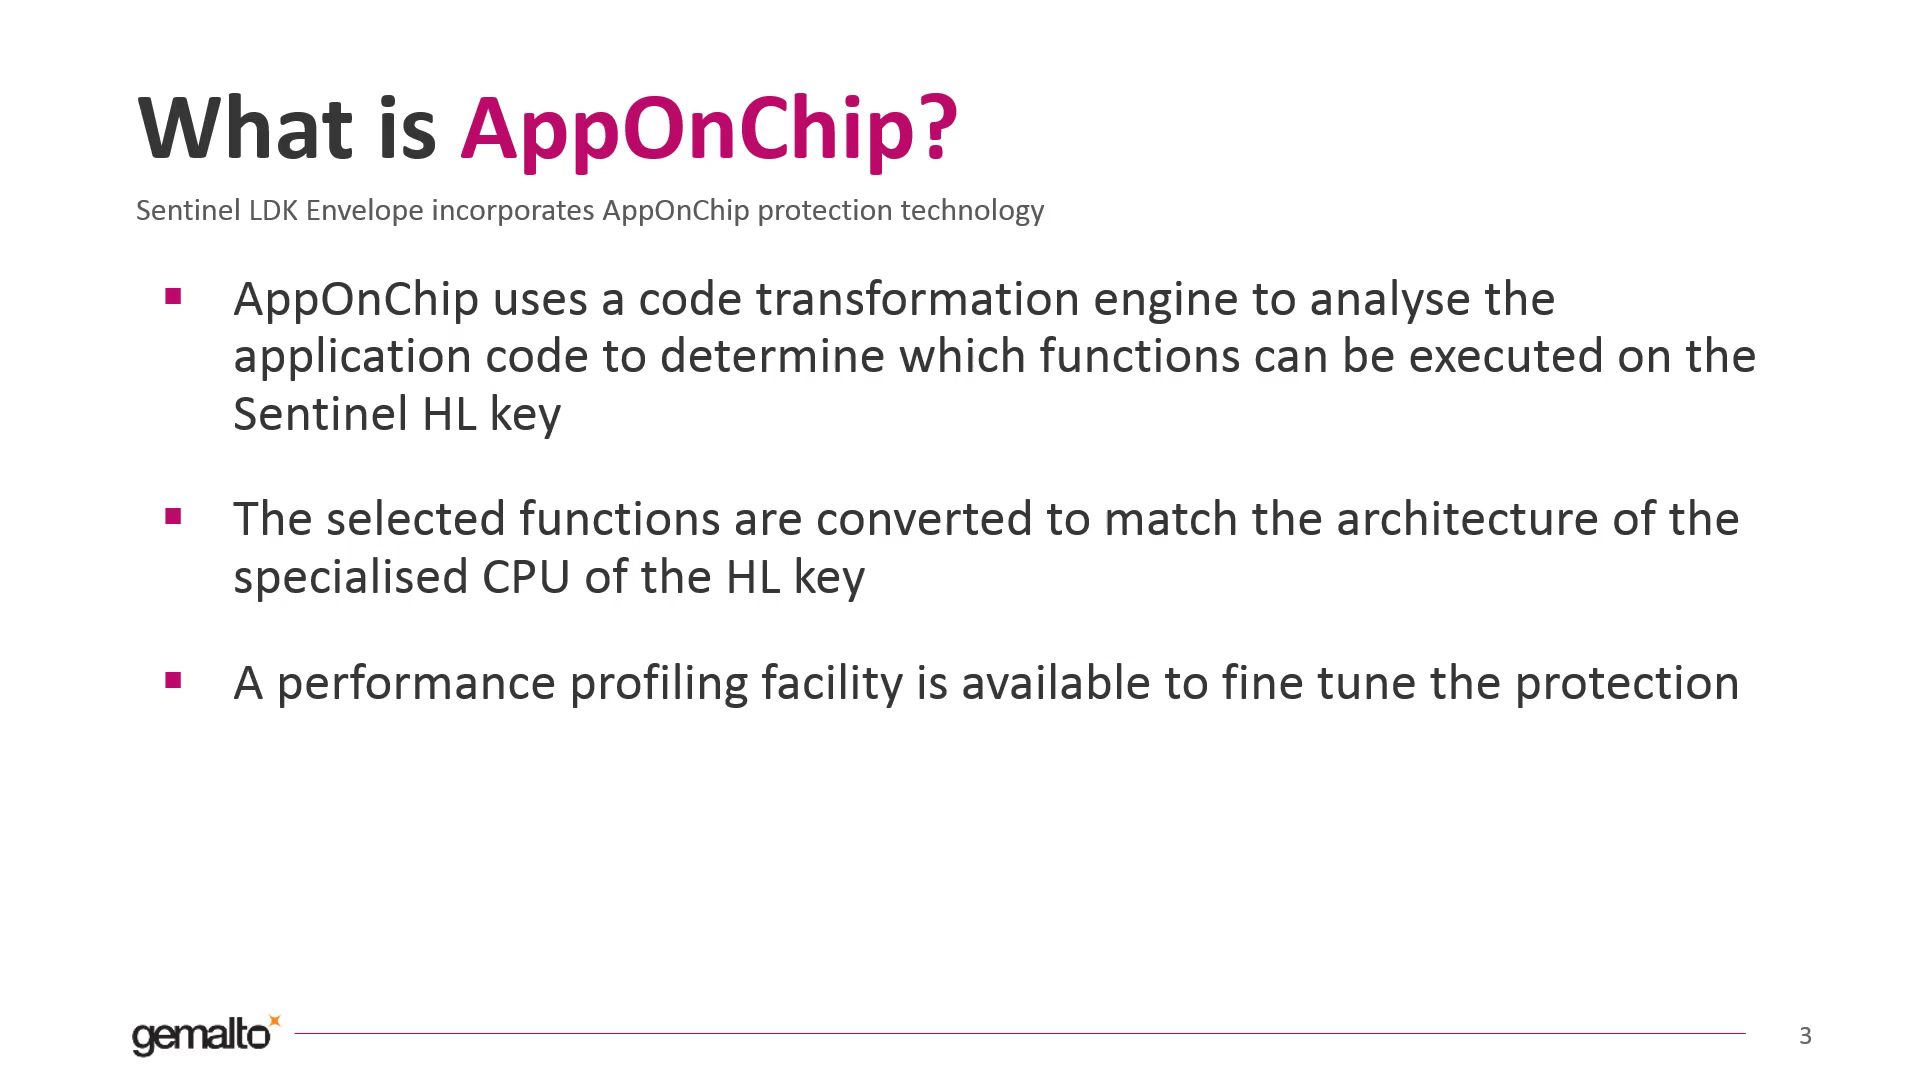 What is AppOnChip?
Sentinel LDK Envelope incorporates AppOnChip protection technology
▪ AppOnChip uses a code transformation engine to analyse the
application code to determine which functions can be executed on the
Sentinel HL key
▪ The selected functions are converted to match the architecture of the
specialised CPU of the HL key
▪ A performance profiling facility is available to fine tune the protection
gemalto
3